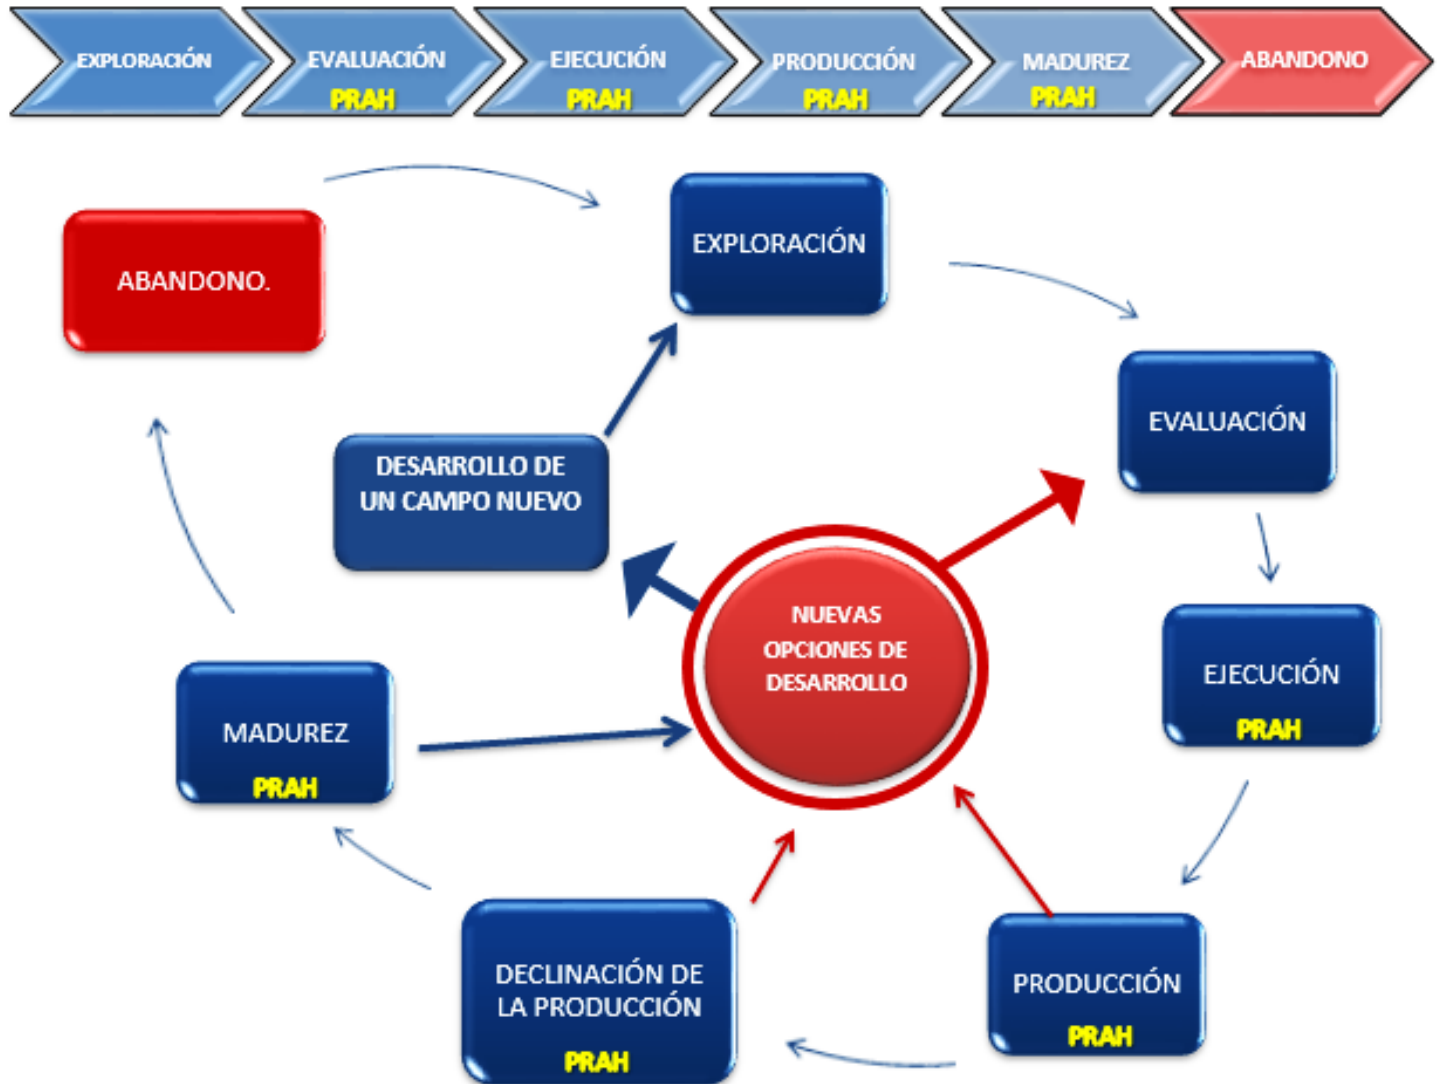 EXPLORACIÓN
EVALUACIÓN
PRAH
EJECUCIÓN
PRAH
PRODUCCIÓN
PRAH
MADUREZ
PRAH
ABANDONO
ABANDONO.
EXPLORACIÓN
EVALUACIÓN
DESARROLLO DE
UN CAMPO NUEVO
NUEVAS
OPCIONES DE
DESARROLLO
EJECUCIÓN
PRAH
MADUREZ
PRAH
DECLINACIÓN DE
LA PRODUCCIÓN
PRAH
PRODUCCIÓN
PRAH